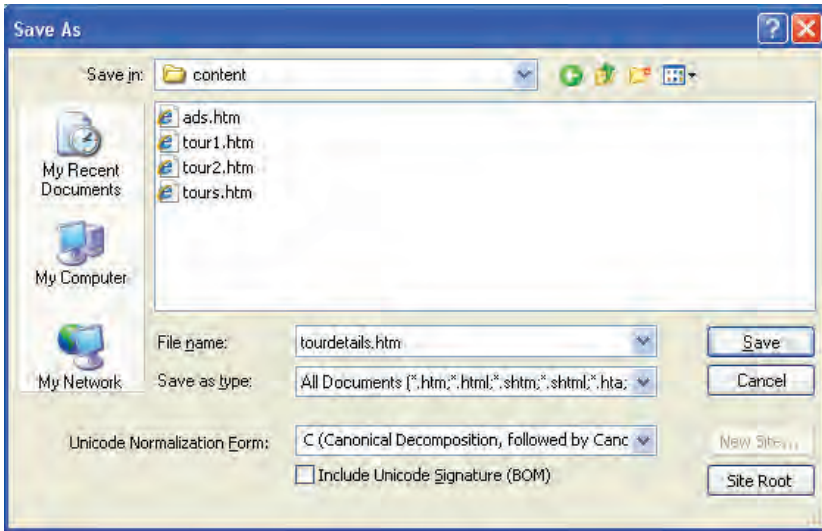 Save As
Save in: content
ads.htm
tour1.htm
tour2.htm
tours.htm
My Recent
Documents
My Computer
My Network
File name: tourdetails.htm Save
Save as type: All Documents (*.htm;*.html;*.shtm;*.shtml;*.hta; Cancel
Unicode Normalization Form: C (Canonical Decomposition, followed by Canc New Site...
Include Unicode Signature (BOM) Site Root